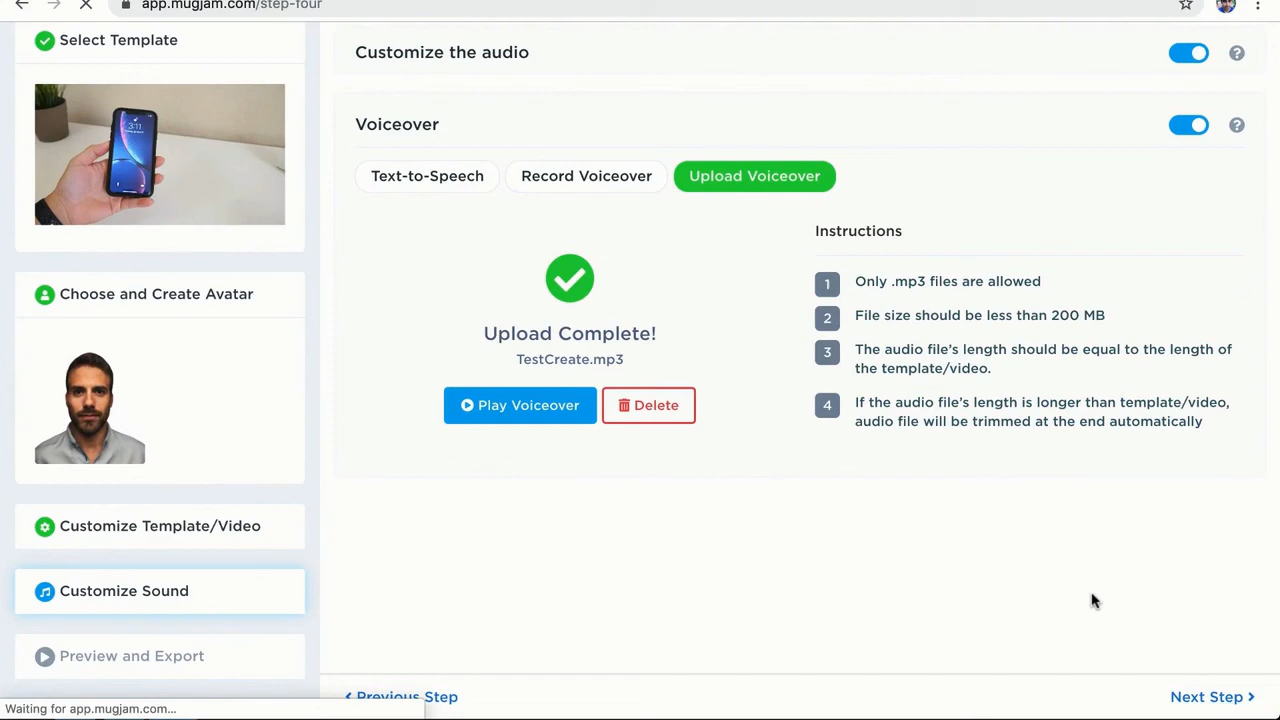 app.mugjam.com/step-four
Select Template
3:11
Choose and Create Avatar
Customize Template/Video
Customize Sound
Preview and Export
Waiting for app.mugjam.com...
Customize the audio
?
Voiceover
?
Text-to-Speech
Record Voiceover
Upload Voiceover
Upload Complete!
TestCreate.mp3
Play Voiceover
Delete
Instructions
1 Only .mp3 files are allowed
2 File size should be less than 200 MB
3 The audio file's length should be equal to the length of
the template/video.
4 If the audio file's length is longer than template/video,
audio file will be trimmed at the end automatically
Previous Step
Next Step